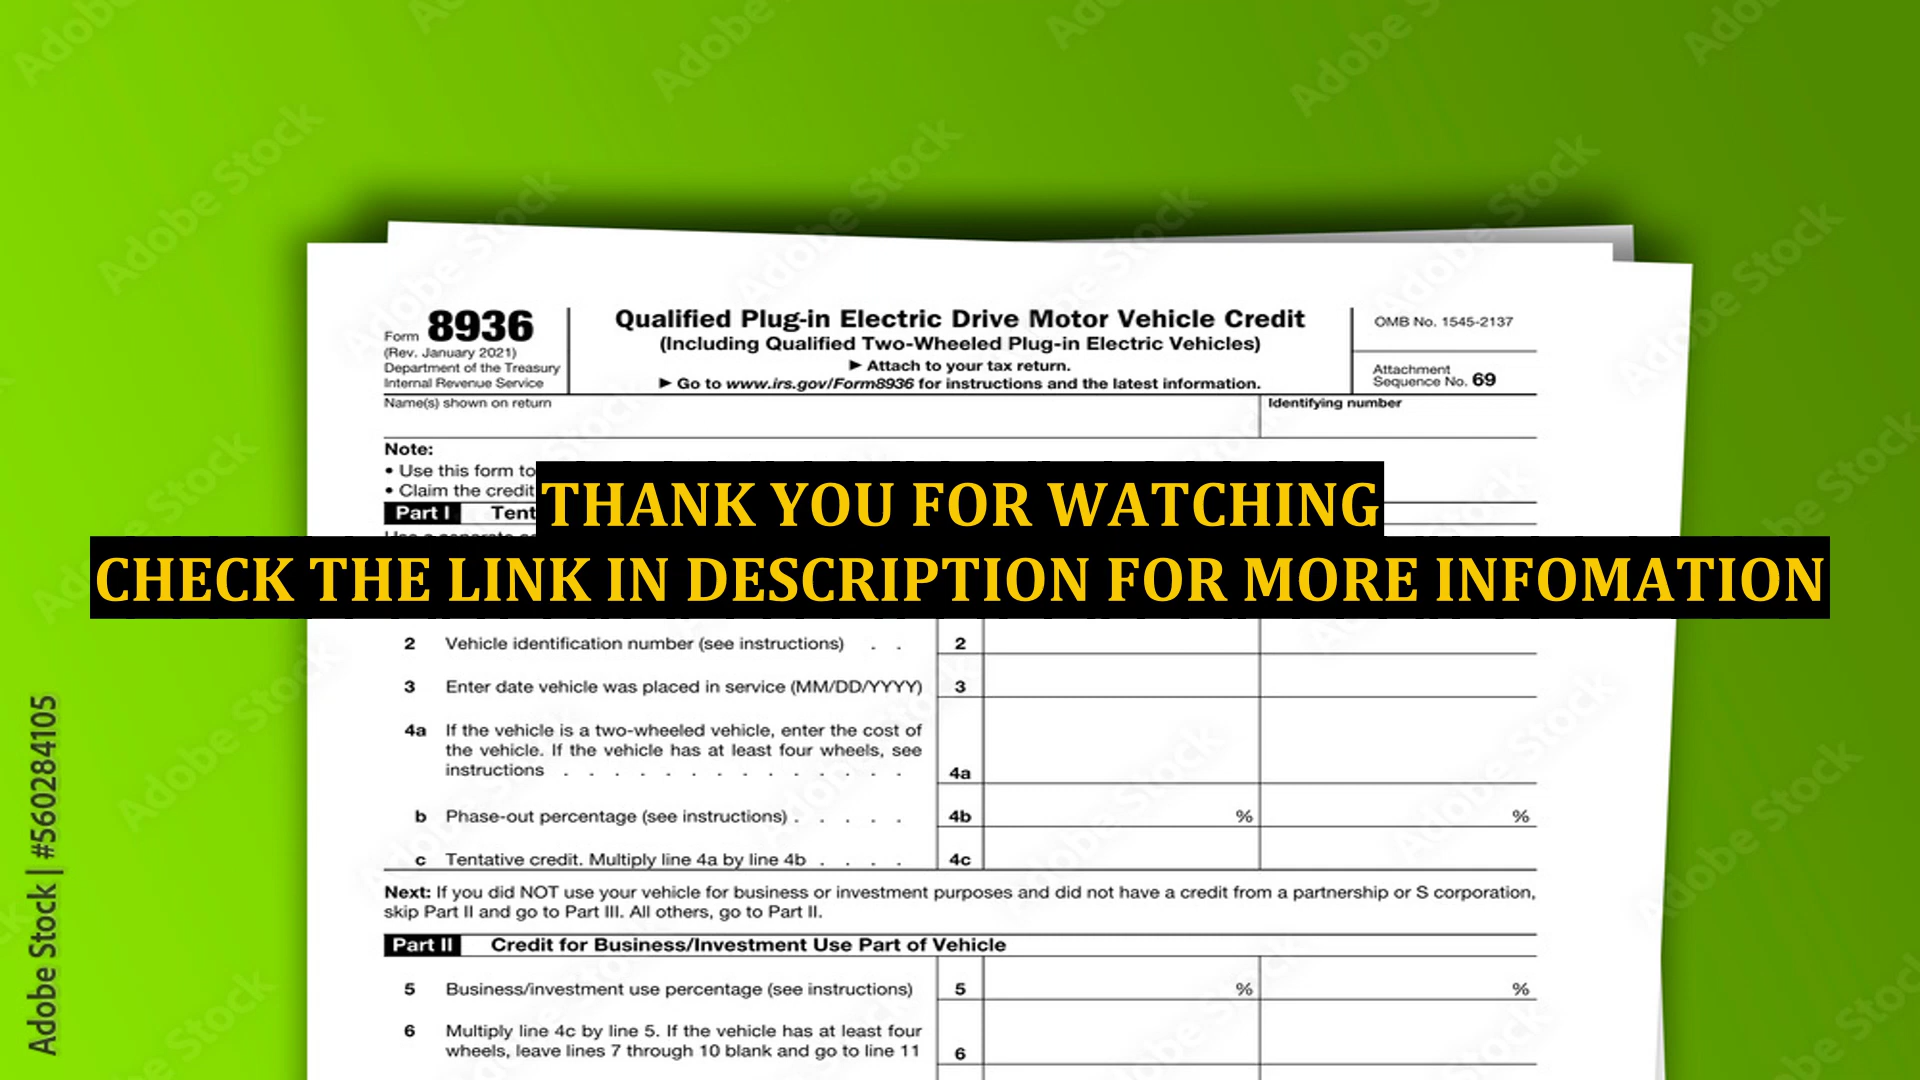 Form 8936
(Rev. January 2021)
Department of the Treasury
Internal Revenue Service
Qualified Plug-in Electric Drive Motor Vehicle Credit
(Including Qualified Two-Wheeled Plug-in Electric Vehicles)
▶ Attach to your tax return.
▶ Go to www.irs.gov/Form8936 for instructions and the latest information.
OMB No. 1545-2137
Attachment
Sequence No. 69
Name(s) shown on return
Identifying number
Note:
• Use this form to
• Claim the credit
Part I
THANK YOU FOR WATCHING
CHECK THE LINK IN DESCRIPTION FOR MORE INFOMATION
2 Vehicle identification number (see instructions) . . 2
3 Enter date vehicle was placed in service (MM/DD/YYYY) 3
4a If the vehicle is a two-wheeled vehicle, enter the cost of
the vehicle. If the vehicle has at least four wheels, see
instructions . . . . . . . . . . . . . . 4a
b Phase-out percentage (see instructions) . . . . . 4b % %
c Tentative credit. Multiply line 4a by line 4b . . . . 4c
Next: If you did NOT use your vehicle for business or investment purposes and did not have a credit from a partnership or S corporation,
skip Part II and go to Part III. All others, go to Part II.
Part II Credit for Business/Investment Use Part of Vehicle
5 Business/investment use percentage (see instructions) 5 % %
6 Multiply line 4c by line 5. If the vehicle has at least four
wheels, leave lines 7 through 10 blank and go to line 11 6
Adobe Stock | #560284105